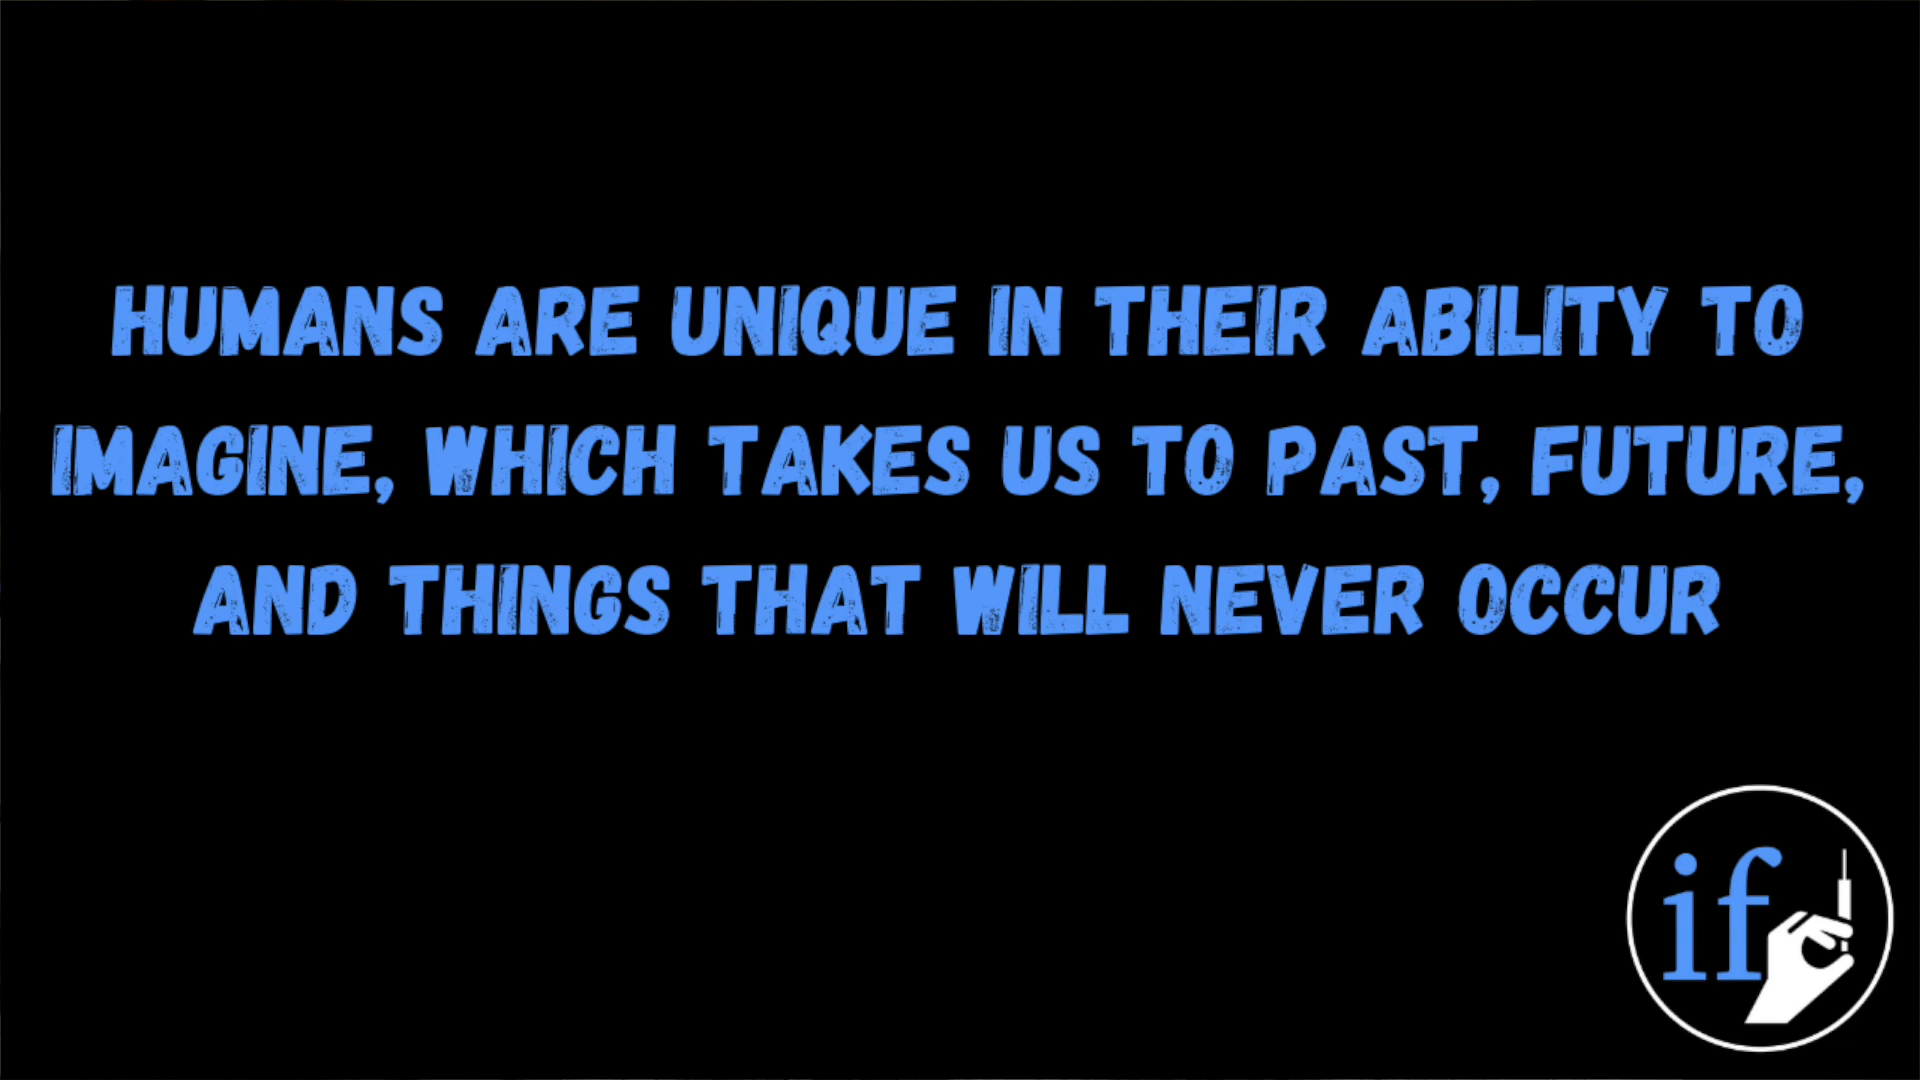 HUMANS ARE UNIQUE IN THEIR ABILITY TO
IMAGINE, WHICH TAKES US TO PAST, FUTURE,
AND THINGS THAT WILL NEVER OCCUR
if